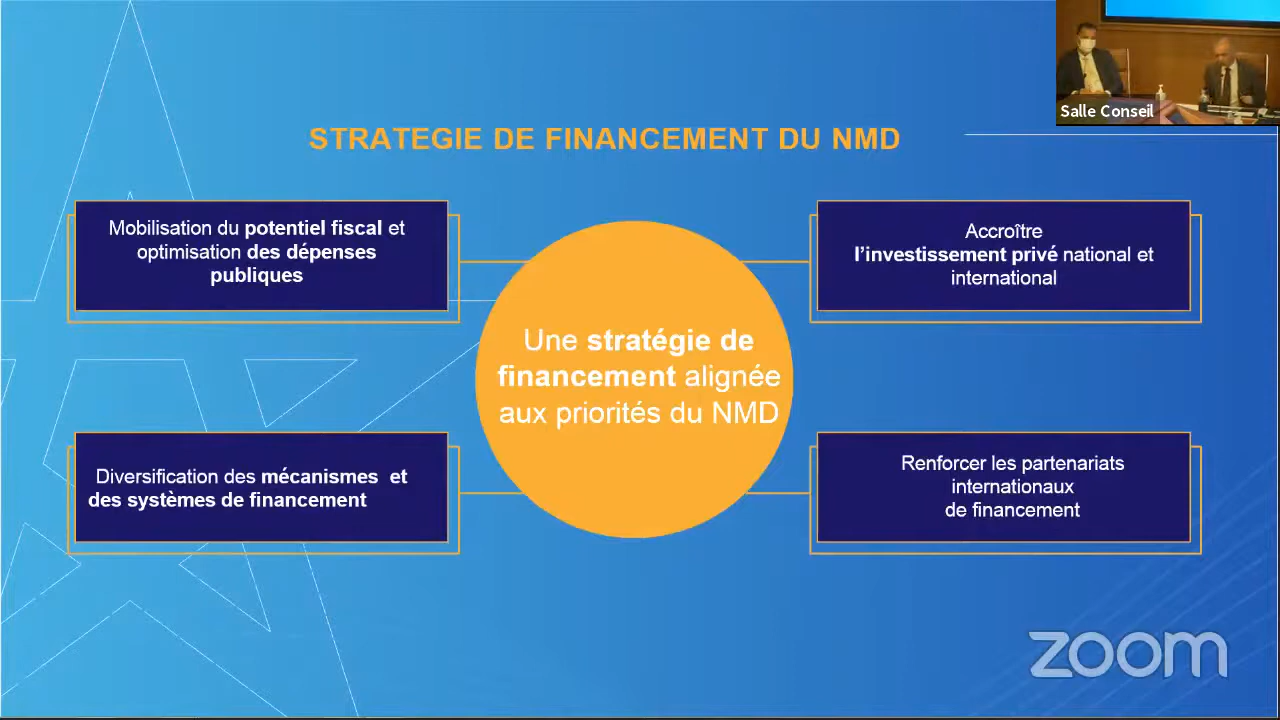 Salle Conseil
STRATEGIE DE FINANCEMENT DU NMD
Mobilisation du potentiel fiscal et
optimisation des dépenses
publiques
Accroître
l'investissement privé national et
international
Une stratégie de
financement alignée
aux priorités du NMD
Diversification des mécanismes et
des systèmes de financement
Renforcer les partenariats
internationaux
de financement
zoom